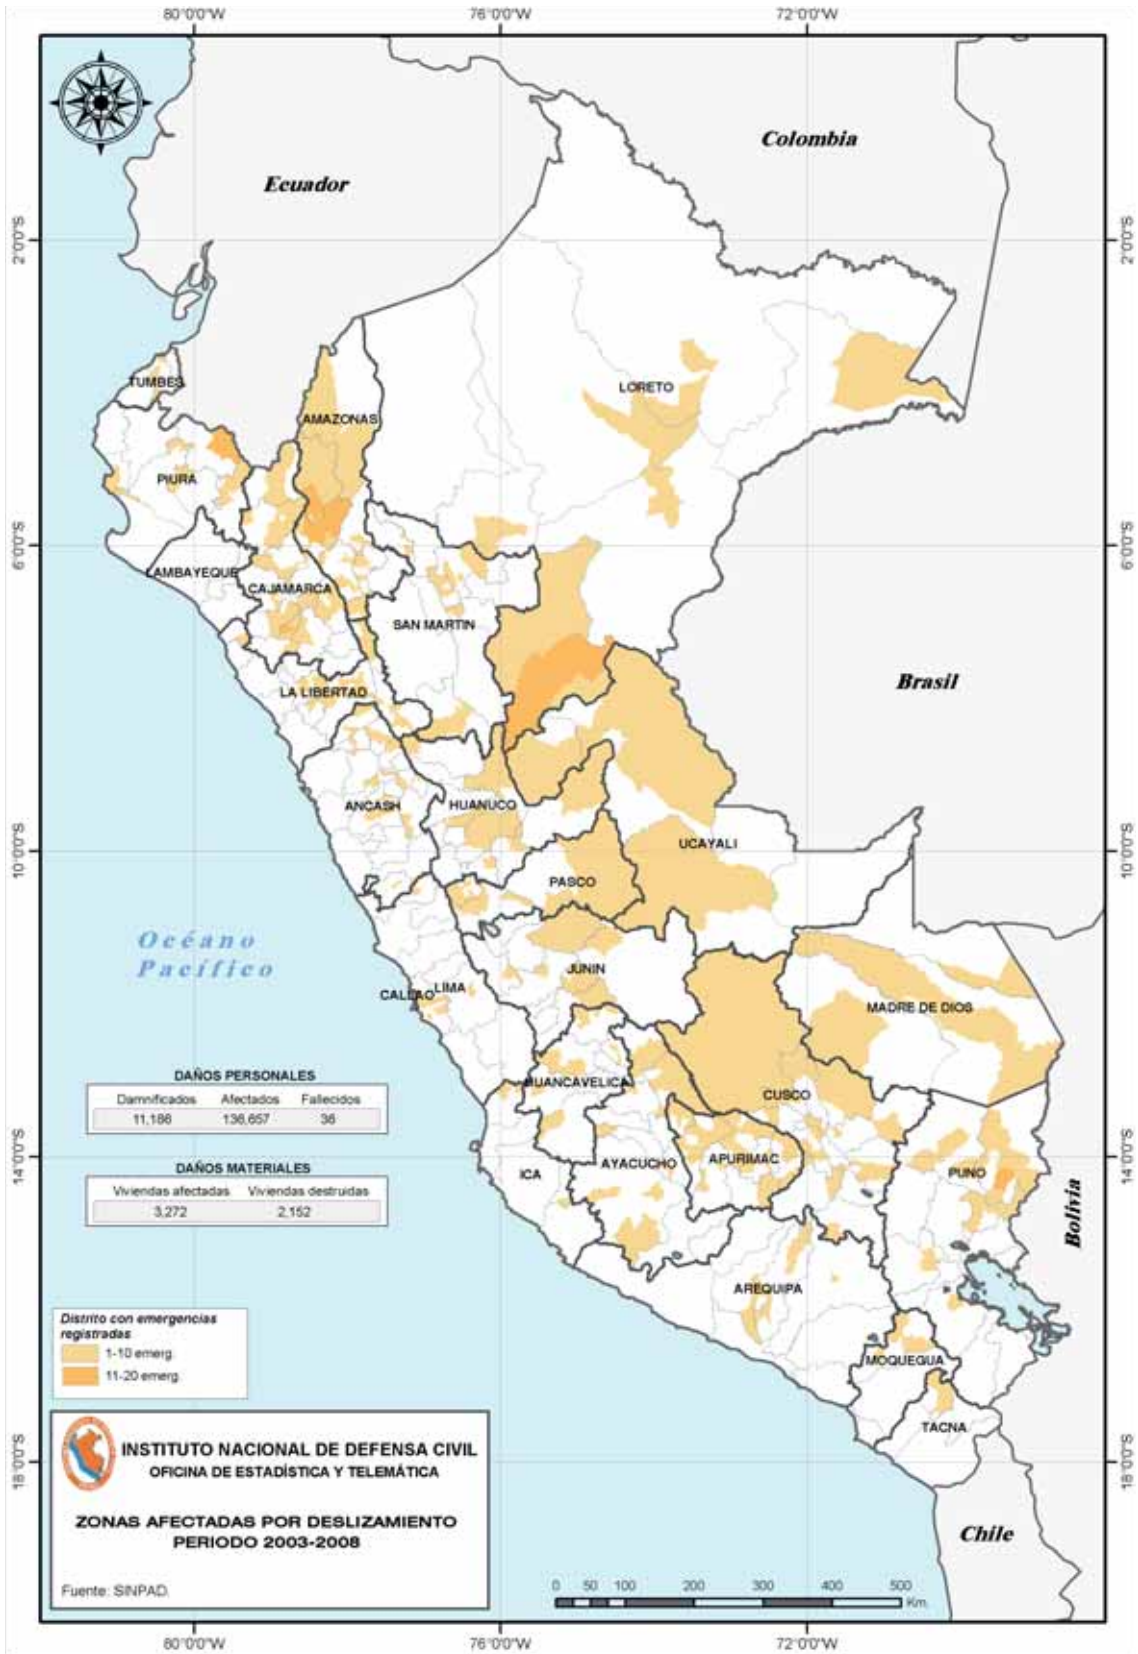 80°0'0"W 76°0'0"W 72°0'0"W
Colombia
Ecuador
2°0'0"S 2°0'0"S
TUMBES
LORETO
AMAZONAS
PIURA
6°0'0"S 6°0'0"S
LAMBAYEQUE
CAJAMARCA
SAN MARTIN
Brasil
LA LIBERTAD
ANCASH
HUANUCO
UCAYALI
10°0'0"S 10°0'0"S
PASCO
Océano
Pacífico
JUNIN
CALLAO
LIMA
MADRE DE DIOS
DAÑOS PERSONALES
Damnificados Afectados Fallecidos
11,186 136,657 36
HUANCAVELICA
CUSCO
14°0'0"S 14°0'0"S
DAÑOS MATERIALES
Viviendas afectadas Viviendas destruidas
3,272 2,152
ICA
AYACUCHO
APURIMAC
PUNO
Bolivia
AREQUIPA
Distrito con emergencias
registradas
1-10 emerg.
11-20 emerg.
MOQUEGUA
TACNA
18°0'0"S 18°0'0"S
INSTITUTO NACIONAL DE DEFENSA CIVIL
OFICINA DE ESTADÍSTICA Y TELEMÁTICA
ZONAS AFECTADAS POR DESLIZAMIENTO
PERIODO 2003-2008
Fuente: SINPAD.
Chile
0 50 100 200 300 400 500
Km.
80°0'0"W 76°0'0"W 72°0'0"W